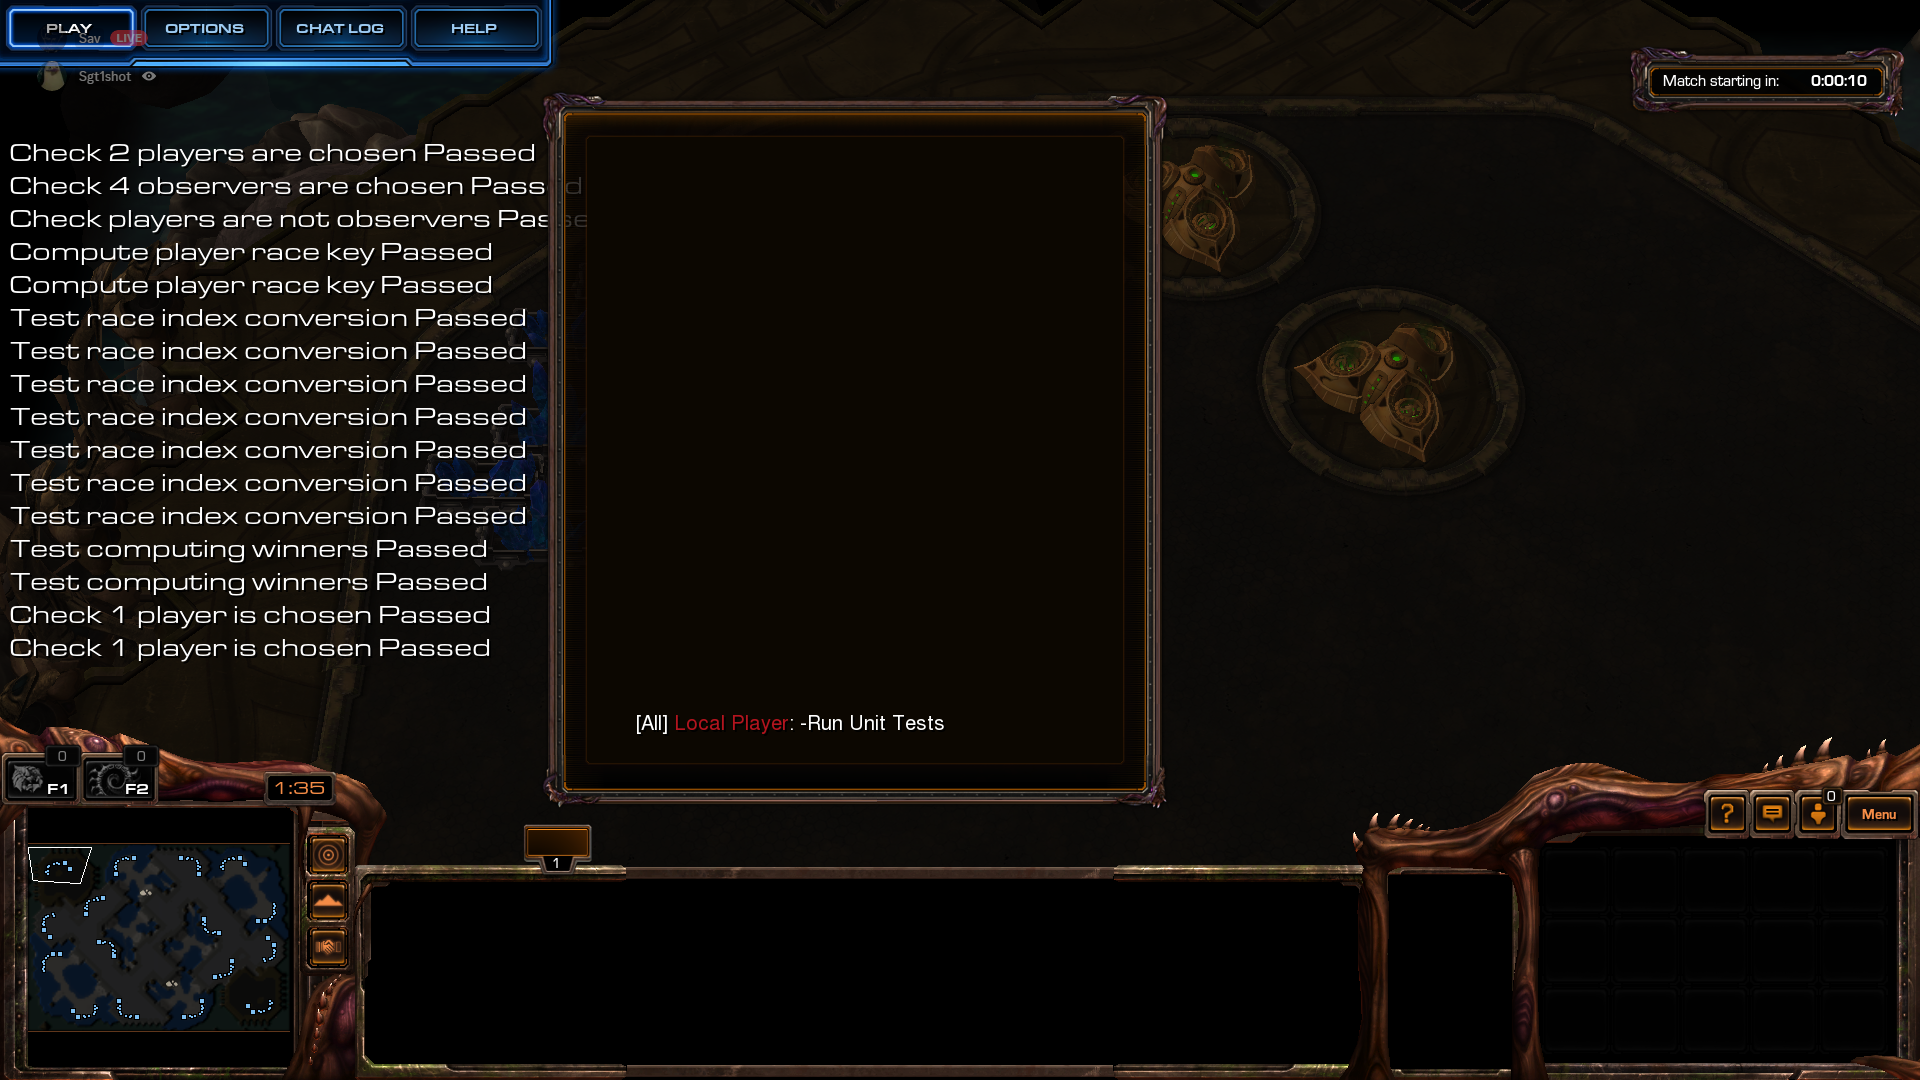 PLAY OPTIONS CHAT LOG HELP
Sav LIVE
Sgt1shot
Match starting in: 0:00:10
Check 2 players are chosen Passed
Check 4 observers are chosen Passed
Check players are not observers Passe
Compute player race key Passed
Compute player race key Passed
Test race index conversion Passed
Test race index conversion Passed
Test race index conversion Passed
Test race index conversion Passed
Test race index conversion Passed
Test race index conversion Passed
Test race index conversion Passed
Test computing winners Passed
Test computing winners Passed
Check 1 player is chosen Passed
Check 1 player is chosen Passed
[All] Local Player: -Run Unit Tests
0 0
F1 F2
1:35
1
0
? Menu